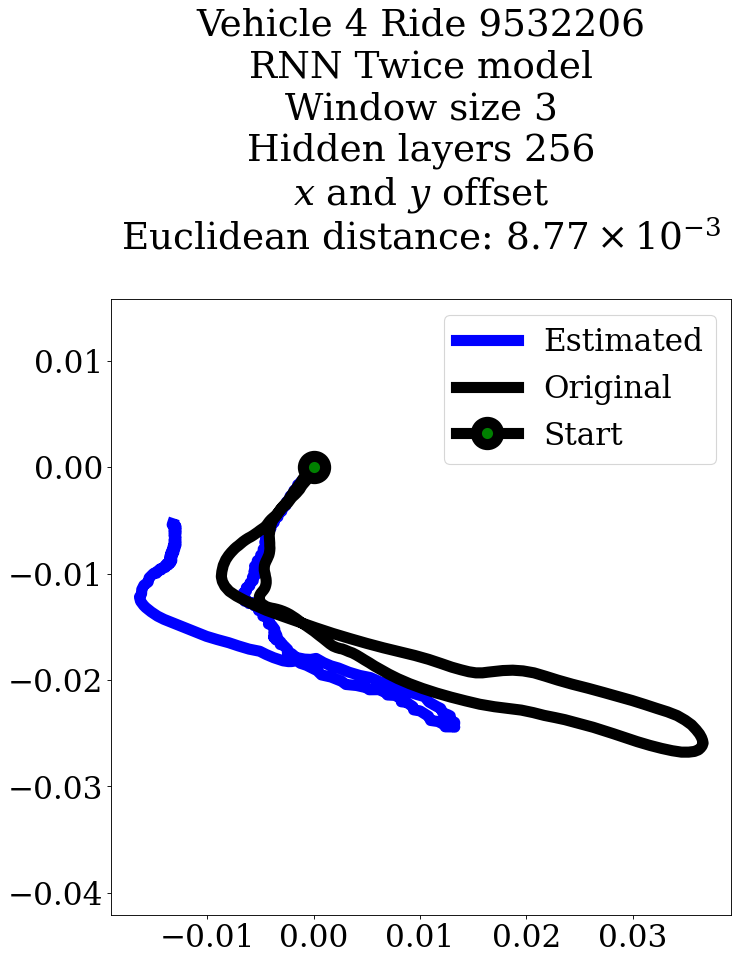 Vehicle 4 Ride 9532206
RNN Twice model
Window size 3
Hidden layers 256
x and y offset
Euclidean distance: 8.77 × 10⁻³
Estimated
Original
Start
0.01
0.00
−0.01
−0.02
−0.03
−0.04
−0.01 0.00 0.01 0.02 0.03